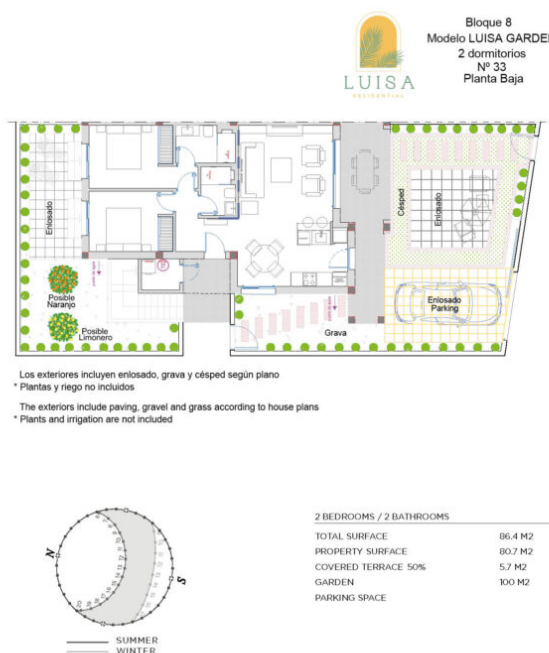 Bloque 8
Modelo LUISA GARDEN
2 dormitorios
Nº 33
Planta Baja
LUISA
RESIDENTIAL
Enlosado
Césped
Enlosado
Posible
Naranjo
Posible
Limonero
Enlosado
Parking
Grava
Los exteriores incluyen enlosado, grava y césped según plano
* Plantas y riego no incluidos
The exteriors include paving, gravel and grass according to house plans
* Plants and irrigation are not included
N
S
SUMMER
WINTER
2 BEDROOMS / 2 BATHROOMS
TOTAL SURFACE 86.4 M2
PROPERTY SURFACE 80.7 M2
COVERED TERRACE 50% 5.7 M2
GARDEN 100 M2
PARKING SPACE